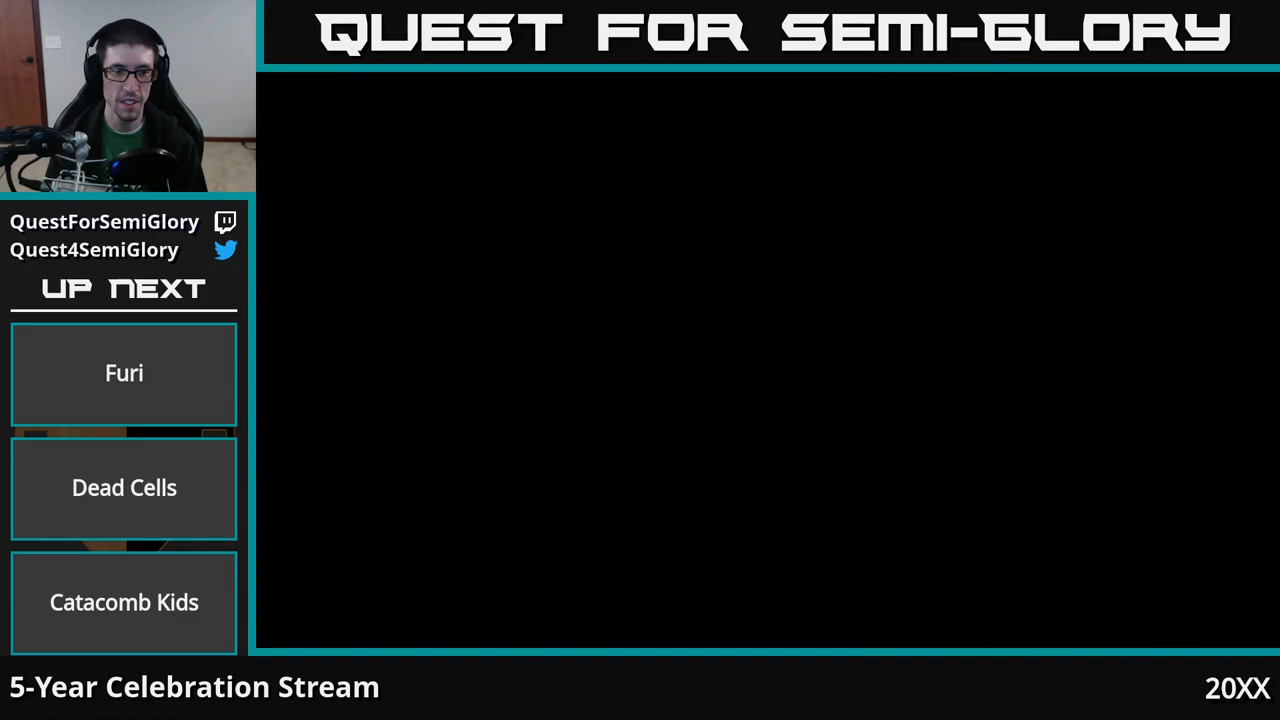 QUEST FOR SEMI-GLORY
QuestForSemiGlory
Quest4SemiGlory
UP NEXT
Furi
Dead Cells
Catacomb Kids
5-Year Celebration Stream
20XX